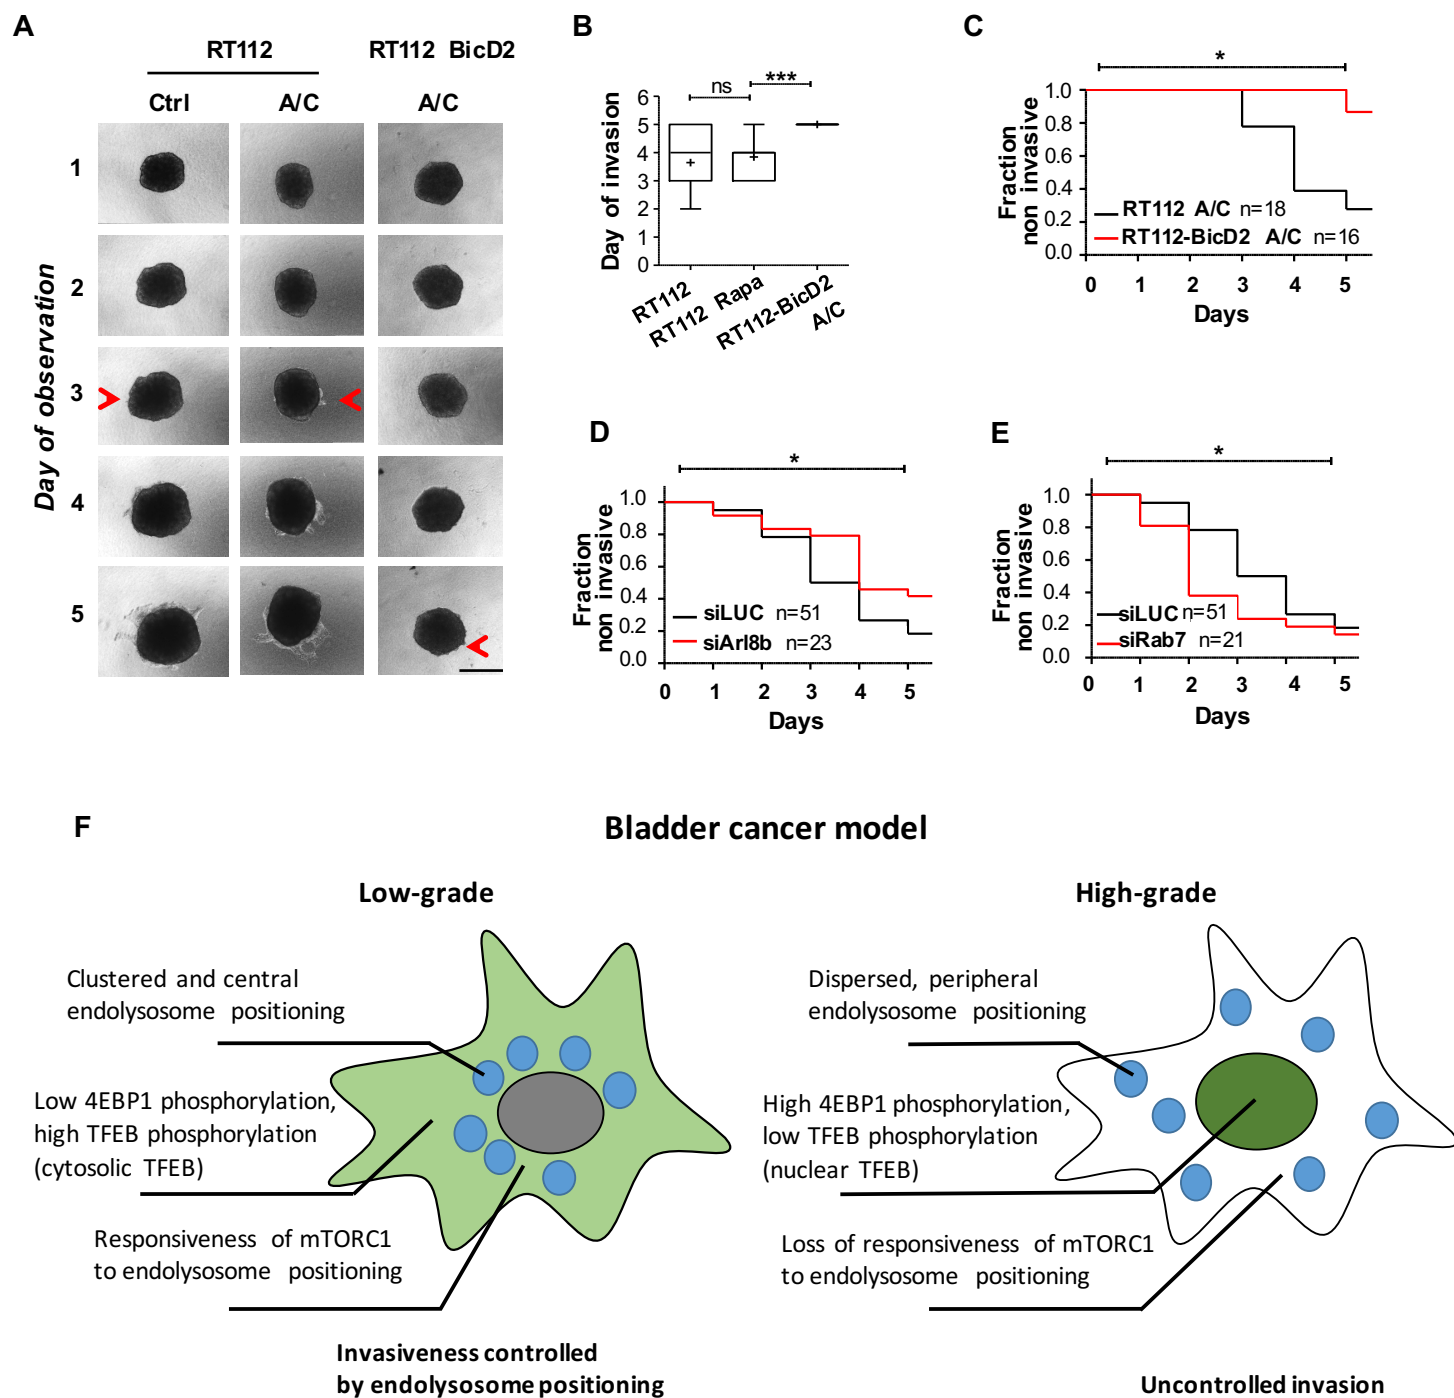 A
RT112
RT112 BicD2
Ctrl
A/C
A/C
Day of observation
1
2
3
4
5
B
ns
***
Day of invasion
6
5
4
3
2
1
0
RT112
RT112 Rapa
RT112-BicD2
A/C
C
*
Fraction
non invasive
1.0
0.8
0.6
0.4
0.2
0.0
RT112 A/C n=18
RT112-BicD2 A/C n=16
0 1 2 3 4 5
Days
D
*
Fraction
non invasive
1.0
0.8
0.6
0.4
0.2
0.0
siLUC n=51
siArl8b n=23
0 1 2 3 4 5
Days
E
*
Fraction
non invasive
1.0
0.8
0.6
0.4
0.2
0.0
siLUC n=51
siRab7 n=21
0 1 2 3 4 5
Days
F
Bladder cancer model
Low-grade
Clustered and central
endolysosome positioning
Low 4EBP1 phosphorylation,
high TFEB phosphorylation
(cytosolic TFEB)
Responsiveness of mTORC1
to endolysosome positioning
Invasiveness controlled
by endolysosome positioning
High-grade
Dispersed, peripheral
endolysosome positioning
High 4EBP1 phosphorylation,
low TFEB phosphorylation
(nuclear TFEB)
Loss of responsiveness of mTORC1
to endolysosome positioning
Uncontrolled invasion